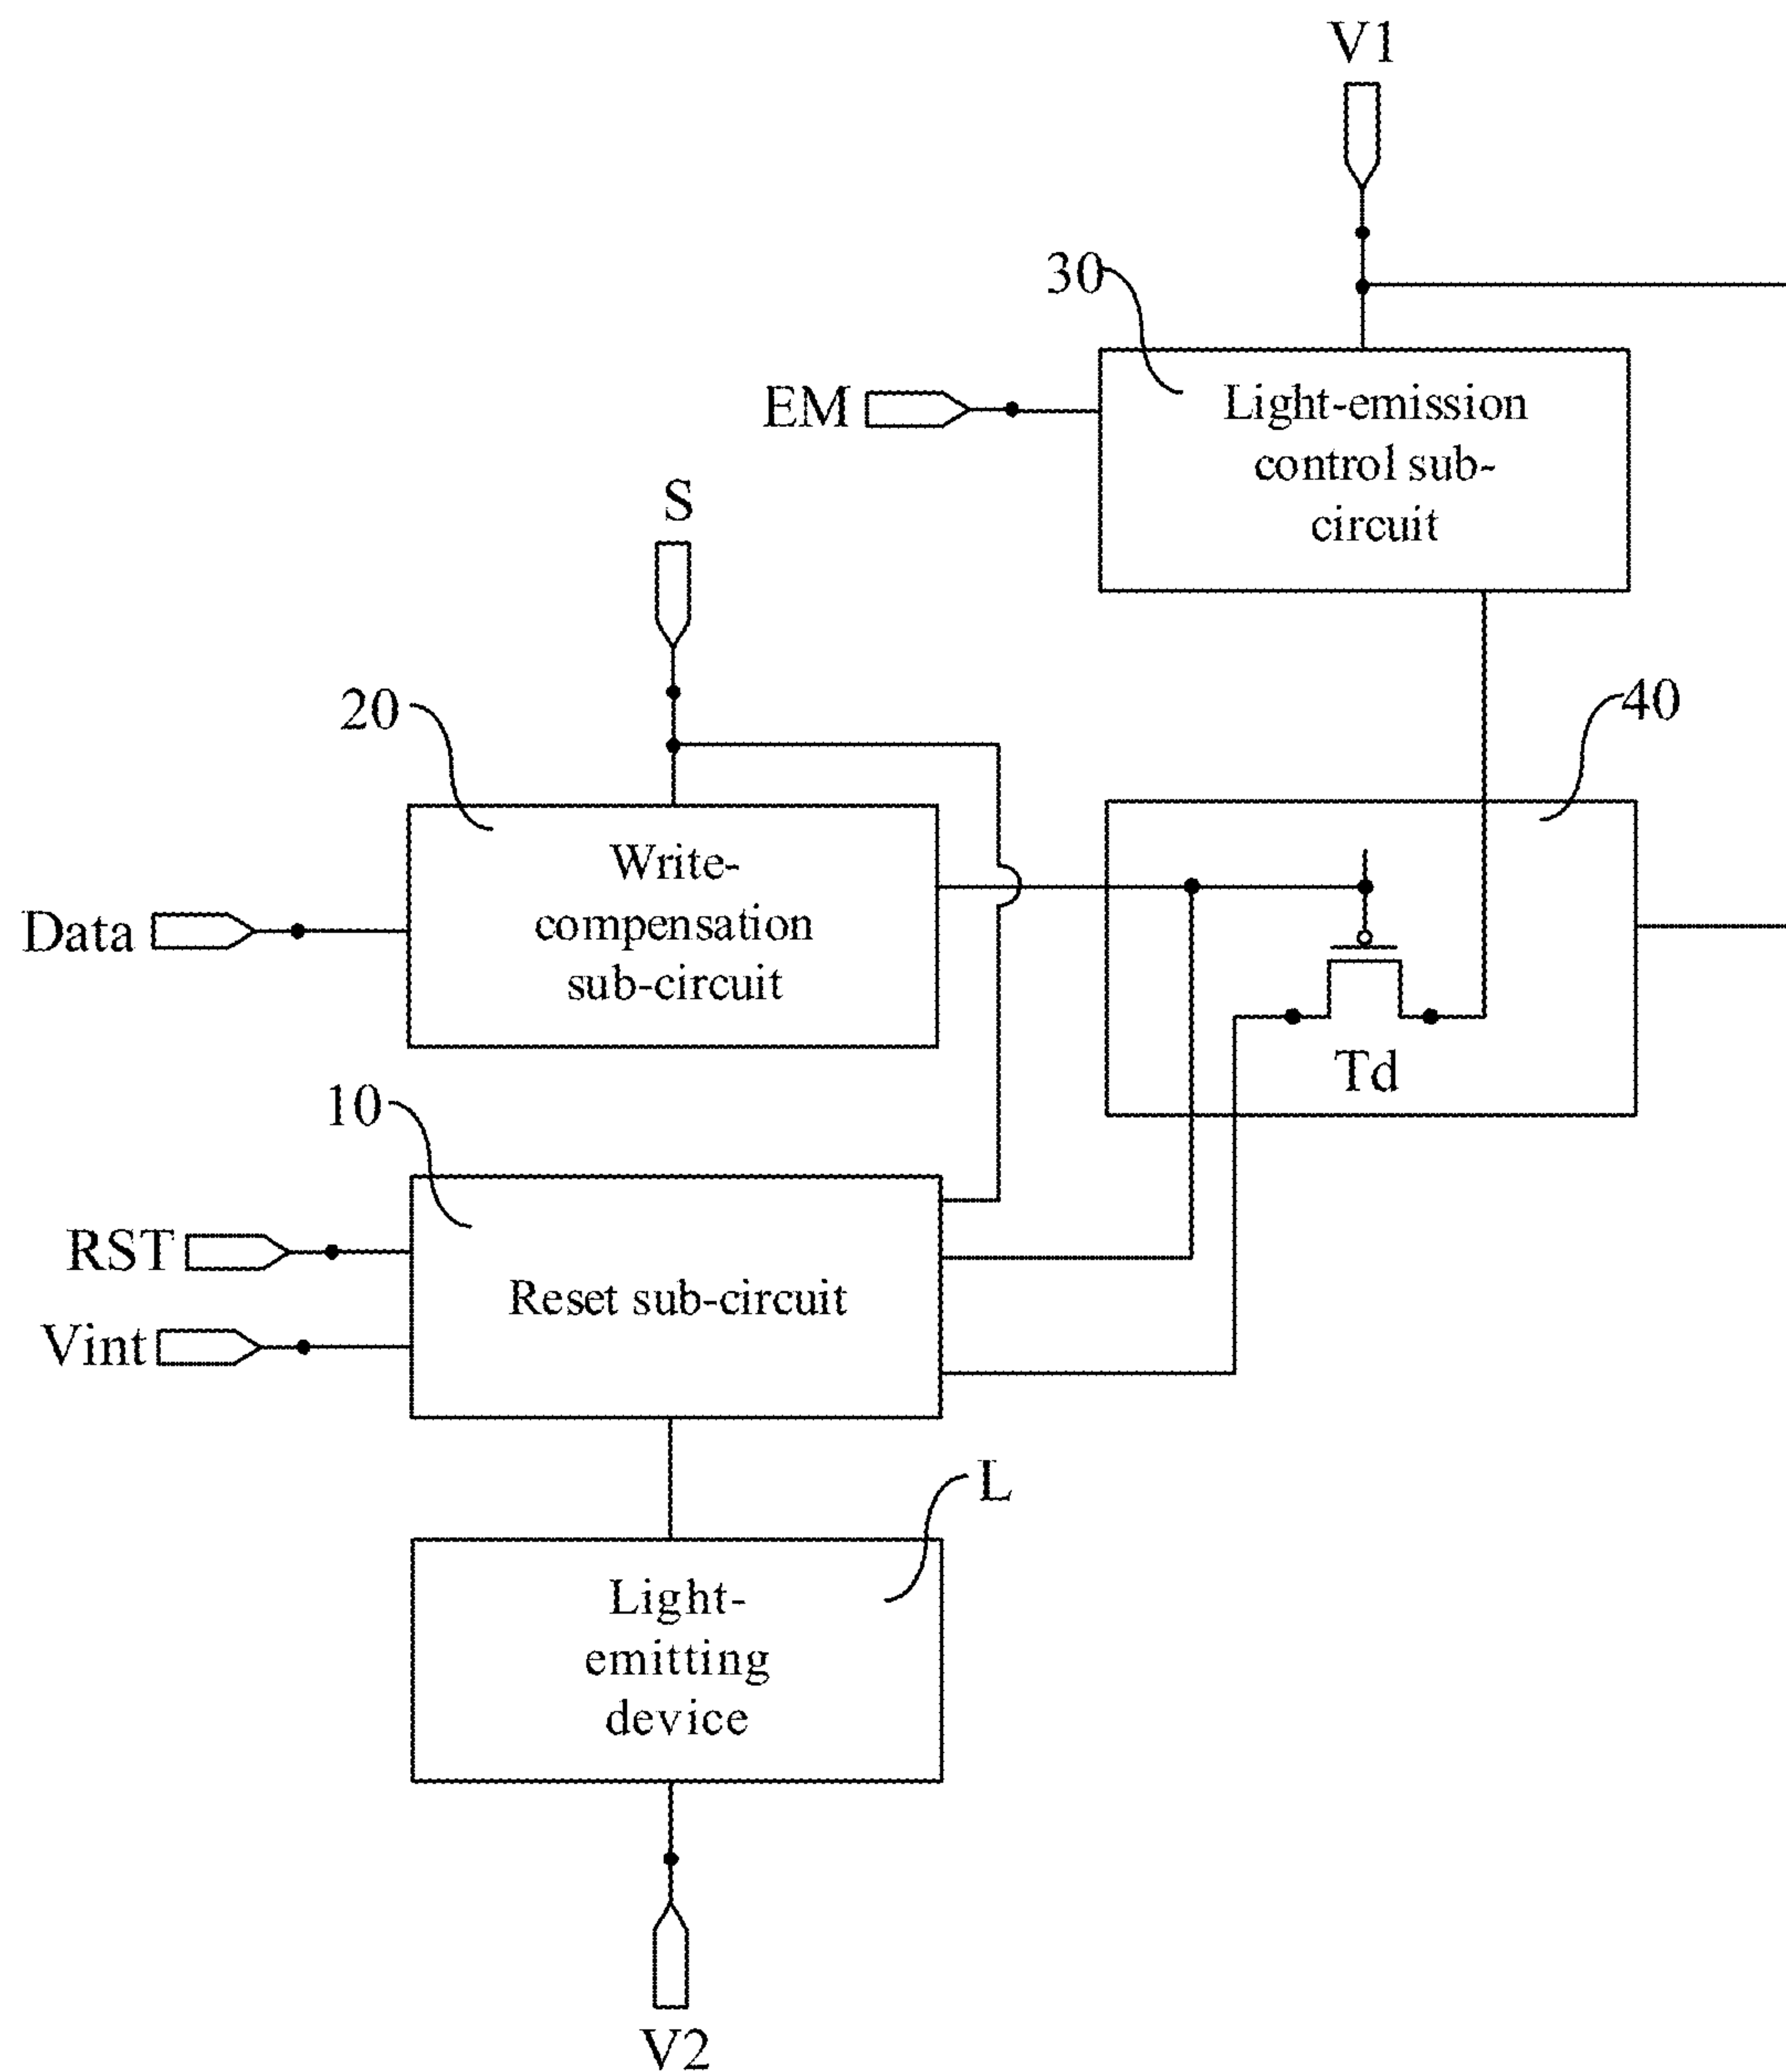 V1
30
EM
Light-emission
control sub-
circuit
S
20
40
Write-
compensation
sub-circuit
Data
Td
10
RST
Reset sub-circuit
Vint
L
Light-
emitting
device
V2